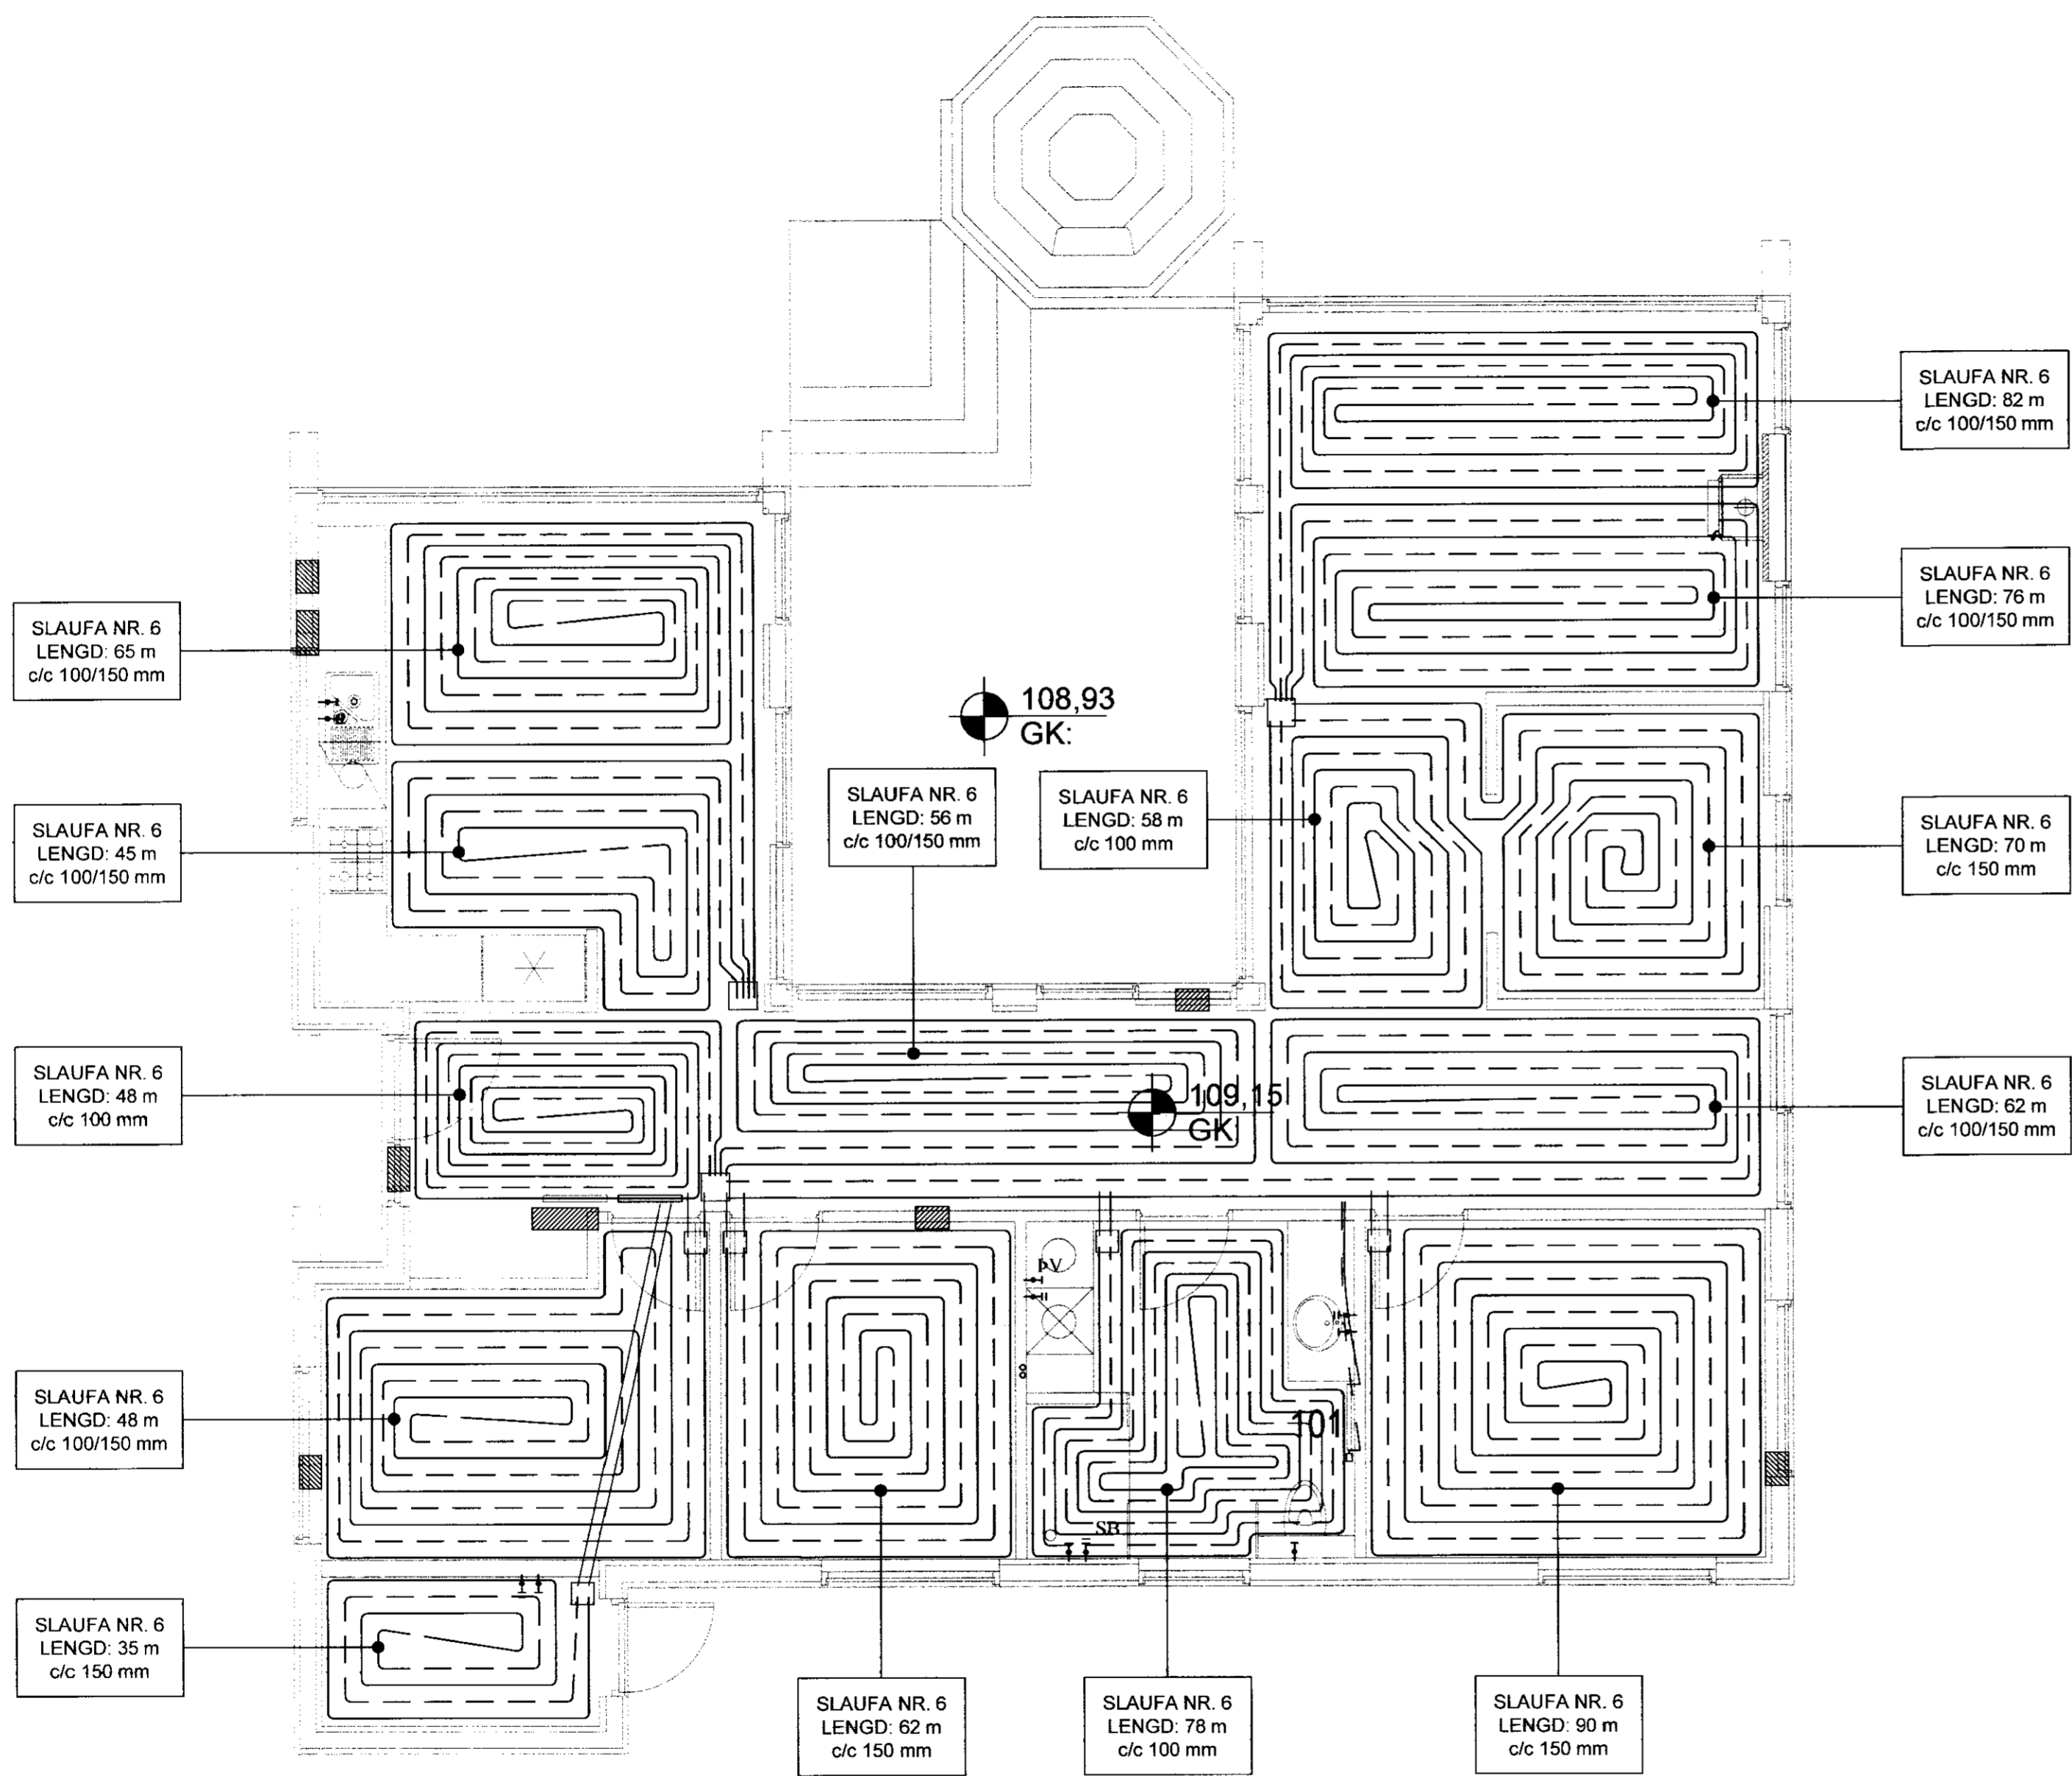 SLAUFA NR. 6
LENGD: 82 m
c/c 100/150 mm
SLAUFA NR. 6
LENGD: 76 m
c/c 100/150 mm
SLAUFA NR. 6
LENGD: 65 m
c/c 100/150 mm
108,93
GK:
SLAUFA NR. 6
LENGD: 56 m
c/c 100/150 mm
SLAUFA NR. 6
LENGD: 58 m
c/c 100 mm
SLAUFA NR. 6
LENGD: 45 m
c/c 100/150 mm
SLAUFA NR. 6
LENGD: 70 m
c/c 150 mm
SLAUFA NR. 6
LENGD: 48 m
c/c 100 mm
109,15
GK
SLAUFA NR. 6
LENGD: 62 m
c/c 100/150 mm
ÞV
SLAUFA NR. 6
LENGD: 48 m
c/c 100/150 mm
101
SB
SLAUFA NR. 6
LENGD: 35 m
c/c 150 mm
SLAUFA NR. 6
LENGD: 62 m
c/c 150 mm
SLAUFA NR. 6
LENGD: 78 m
c/c 100 mm
SLAUFA NR. 6
LENGD: 90 m
c/c 150 mm